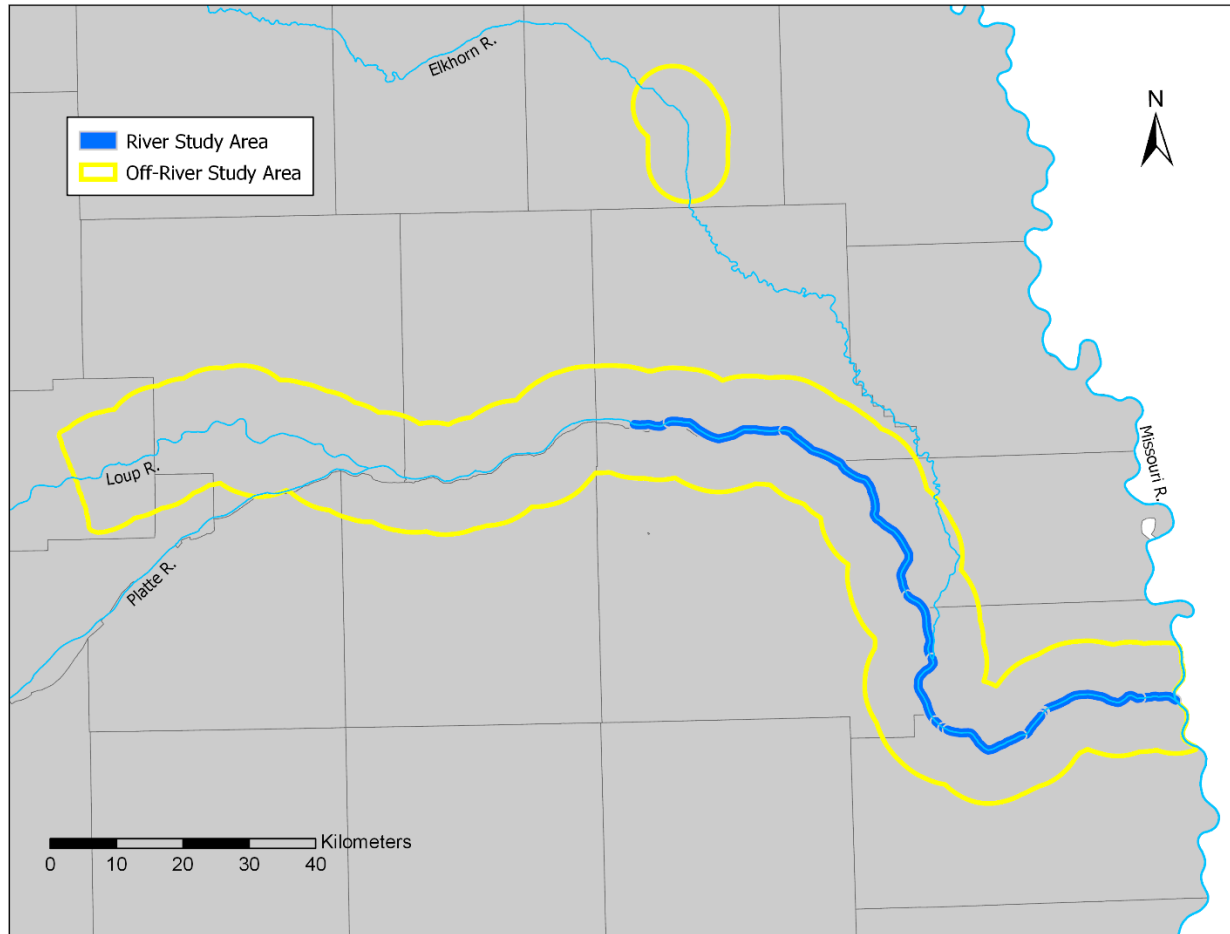 Elkhorn R.
N
River Study Area
Off-River Study Area
Missouri R.
Loup R.
Platte R.
Kilometers
0 10 20 30 40